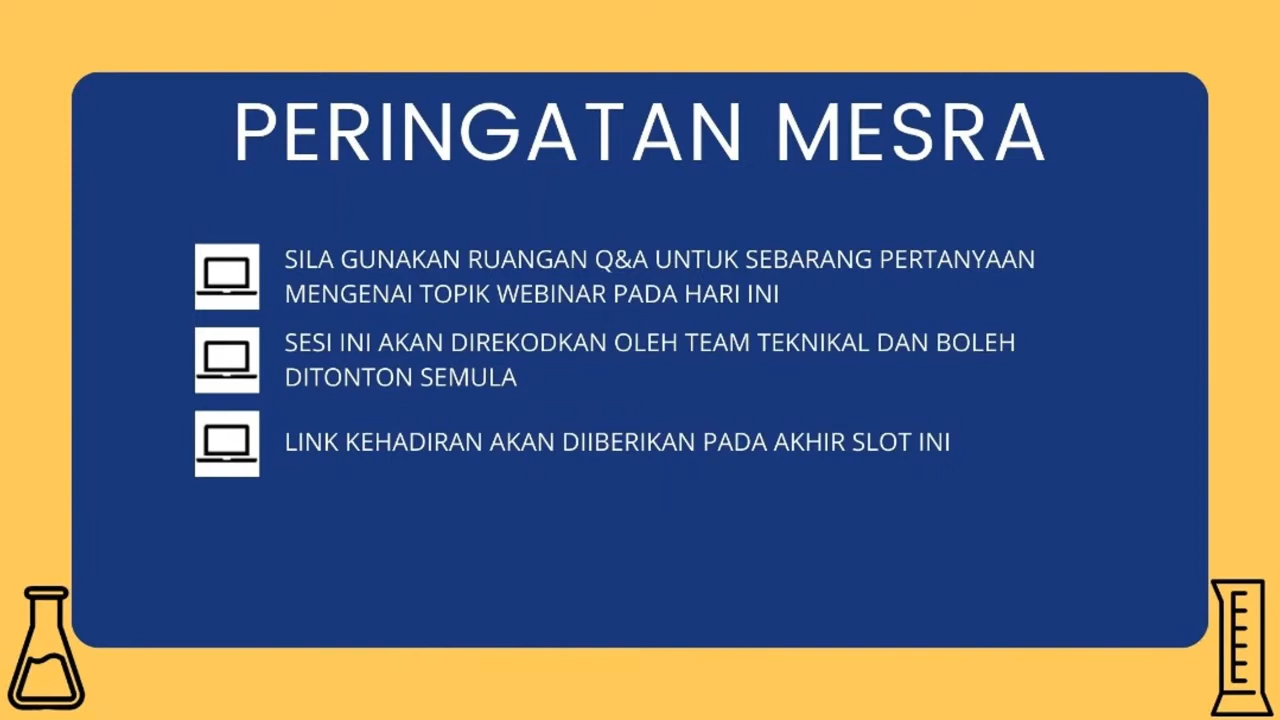 PERINGATAN MESRA
SILA GUNAKAN RUANGAN Q&A UNTUK SEBARANG PERTANYAAN
MENGENAI TOPIK WEBINAR PADA HARI INI
SESI INI AKAN DIREKODKAN OLEH TEAM TEKNIKAL DAN BOLEH
DITONTON SEMULA
LINK KEHADIRAN AKAN DIIBERIKAN PADA AKHIR SLOT INI